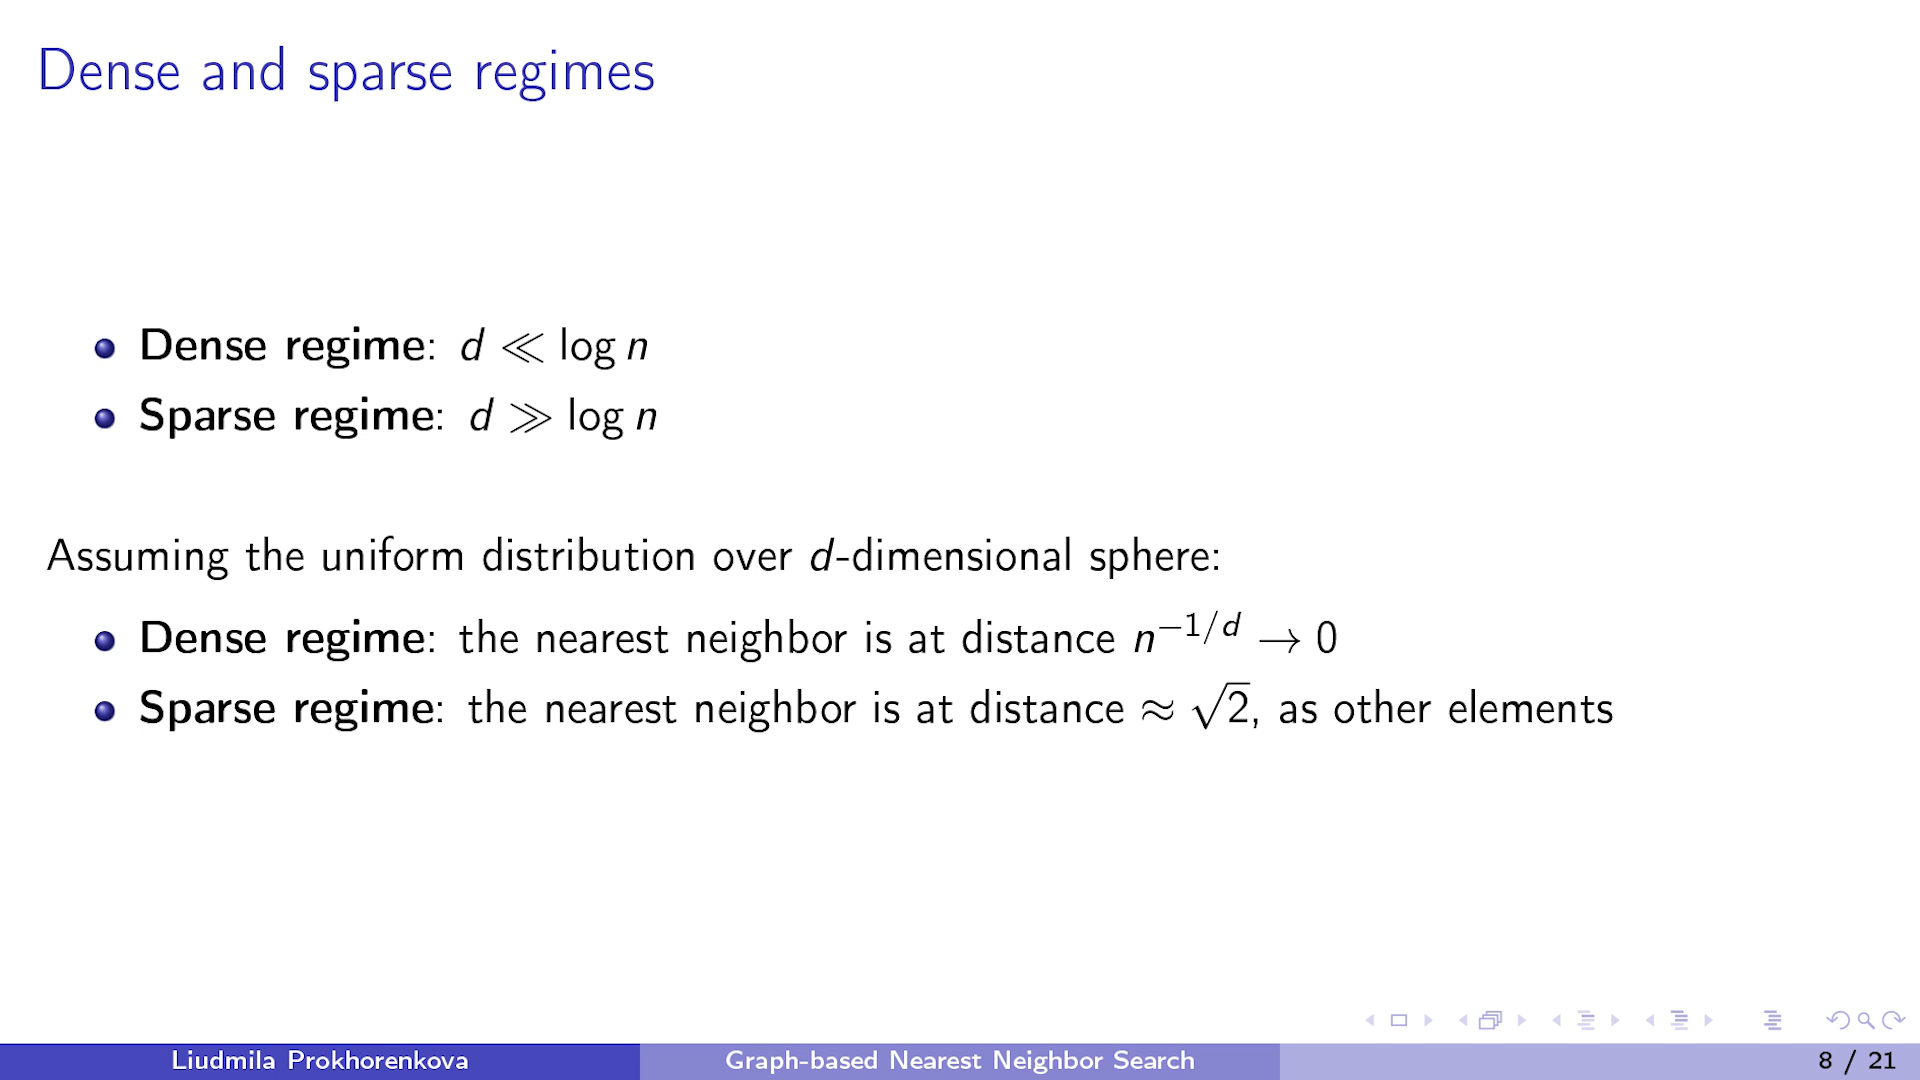 Dense and sparse regimes
Dense regime: d ≪ log n
Sparse regime: d ≫ log n
Assuming the uniform distribution over d-dimensional sphere:
Dense regime: the nearest neighbor is at distance n^{−1/d} → 0
Sparse regime: the nearest neighbor is at distance ≈ √2, as other elements
Liudmila Prokhorenkova
Graph-based Nearest Neighbor Search
8 / 21